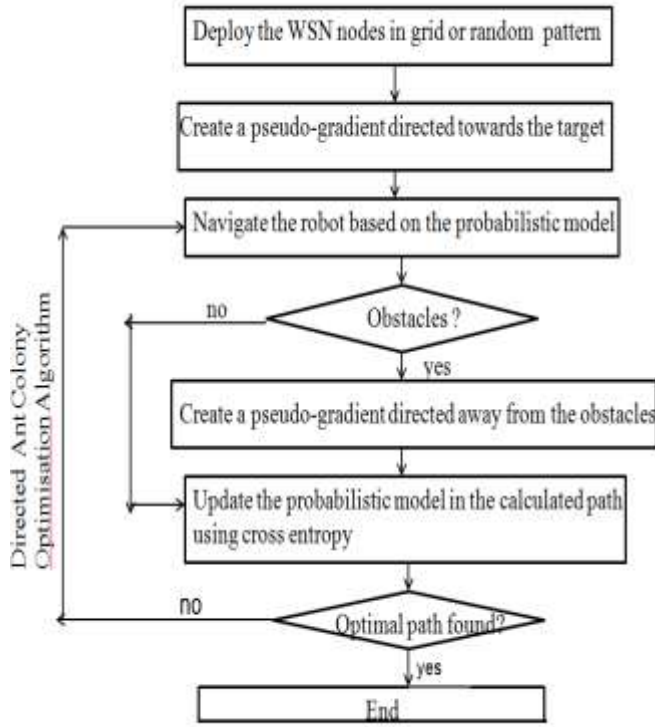 Deploy the WSN nodes in grid or random pattern
Create a pseudo-gradient directed towards the target
Navigate the robot based on the probabilistic model
Obstacles ?
no
yes
Create a pseudo-gradient directed away from the obstacles
Update the probabilistic model in the calculated path
using cross entropy
Optimal path found?
no
yes
End
Directed Ant Colony
Optimisation Algorithm